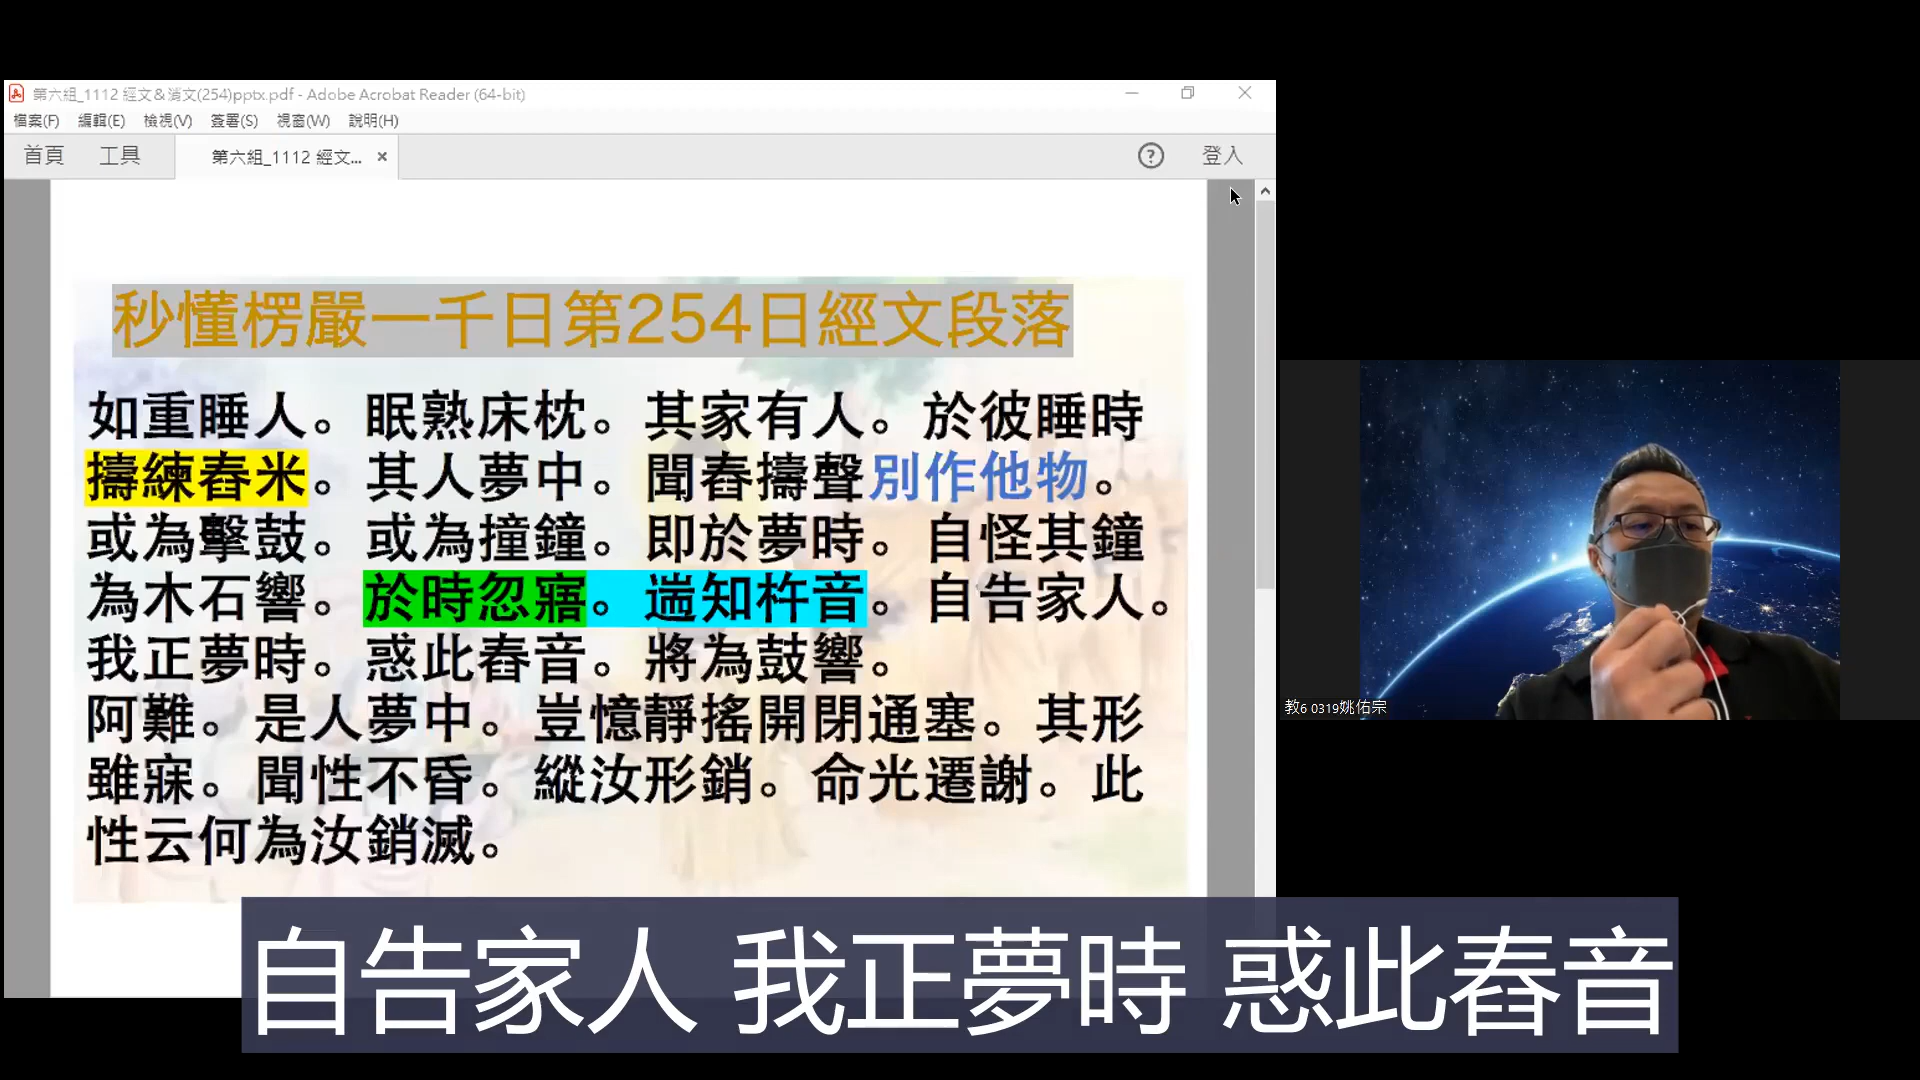 第六組_1112 經文&消文(254)pptx.pdf - Adobe Acrobat Reader (64-bit)
檔案(F) 編輯(E) 檢視(V) 簽署(S) 視窗(W) 說明(H)
首頁 工具 第六組_1112 經文... × ? 登入
秒懂楞嚴一千日第254日經文段落
如重睡人。眠熟床枕。其家有人。於彼睡時
擣練舂米。其人夢中。聞舂擣聲別作他物。
或為擊鼓。或為撞鐘。即於夢時。自怪其鐘
為木石響。於時忽寤。遄知杵音。自告家人。
我正夢時。惑此舂音。將為鼓響。
阿難。是人夢中。豈憶靜搖開閉通塞。其形
雖寐。聞性不昏。縱汝形銷。命光遷謝。此
性云何為汝銷滅。
教6 0319姚佑宗
自告家人 我正夢時 惑此舂音